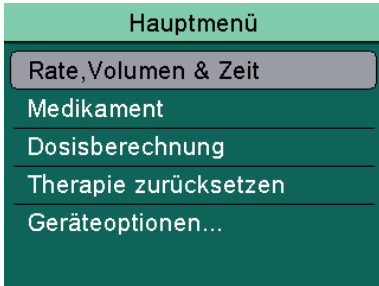 Hauptmenü
Rate,Volumen & Zeit
Medikament
Dosisberechnung
Therapie zurücksetzen
Geräteoptionen...